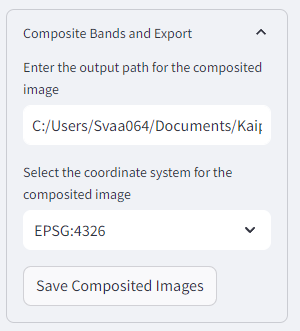 Composite Bands and Export
Enter the output path for the composited
image
C:/Users/Svaa064/Documents/Kaip
Select the coordinate system for the
composited image
EPSG:4326
Save Composited Images